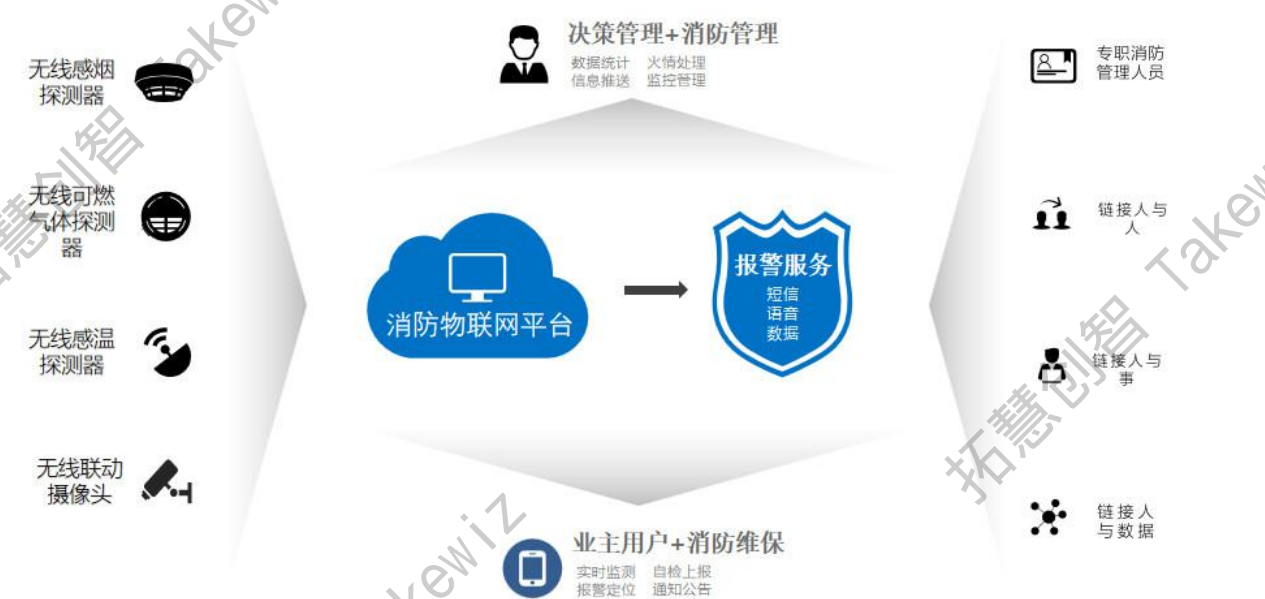 无线感烟
探测器
无线可燃
气体探测
器
无线感温
探测器
无线联动
摄像头
决策管理+消防管理
数据统计 火情处理
信息推送 监控管理
消防物联网平台
报警服务
短信
语音
数据
业主用户+消防维保
实时监测 自检上报
报警定位 通知公告
专职消防
管理人员
链接人与
人
链接人与
事
链接人
与数据
拓慧创智 Takewiz